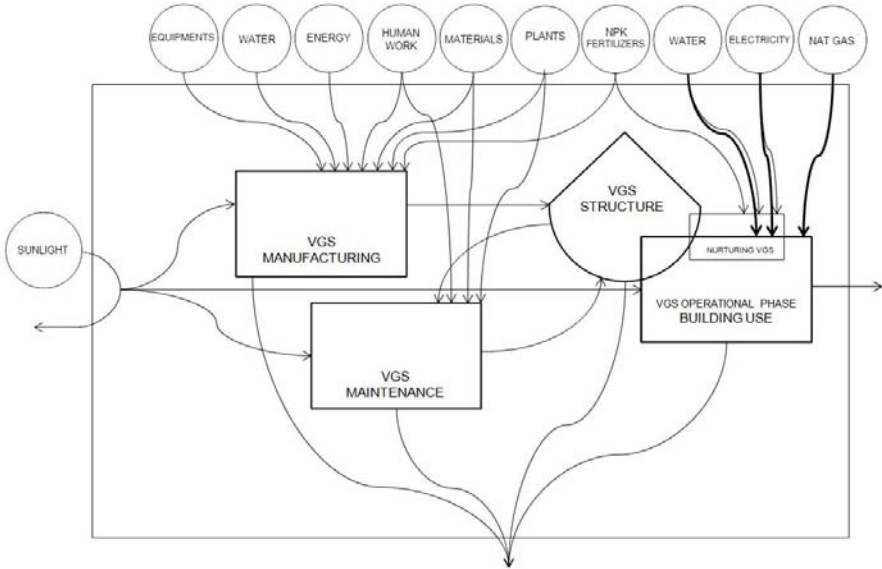 EQUIPMENTS
WATER
ENERGY
HUMAN
WORK
MATERIALS
PLANTS
NPK
FERTILIZERS
WATER
ELECTRICITY
NAT GAS
SUNLIGHT
VGS
MANUFACTURING
VGS
STRUCTURE
NURTURING VGS
VGS OPERATIONAL PHASE
BUILDING USE
VGS
MAINTENANCE